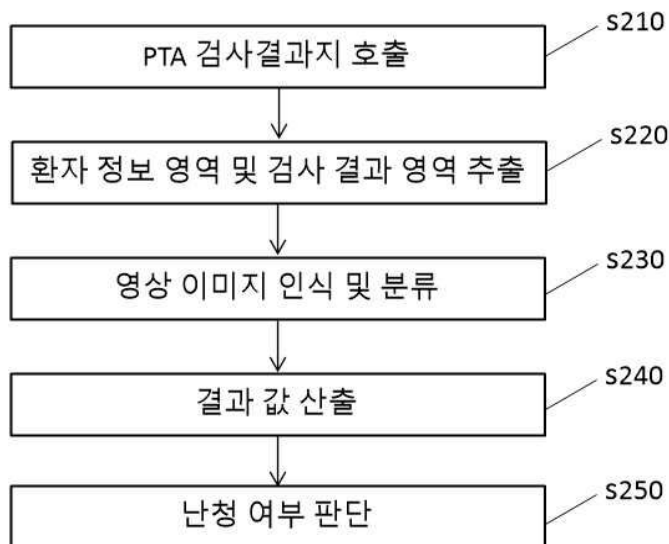 s210
PTA 검사결과지 호출
s220
환자 정보 영역 및 검사 결과 영역 추출
s230
영상 이미지 인식 및 분류
s240
결과 값 산출
s250
난청 여부 판단